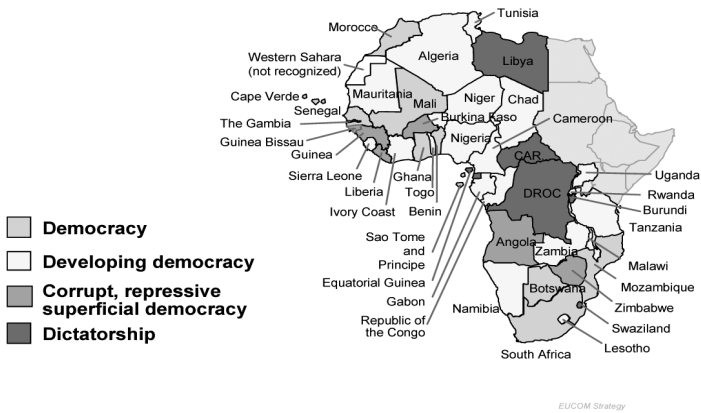 Tunisia
Morocco
Algeria
Libya
Western Sahara
(not recognized)
Mauritania
Cape Verde
Mali
Niger
Chad
Senegal
Burkina Faso
Cameroon
The Gambia
Nigeria
Guinea Bissau
Guinea
CAR
Sierra Leone
Ghana
Uganda
Liberia
Togo
DROC
Rwanda
Ivory Coast
Benin
Burundi
Tanzania
Sao Tome
and
Principe
Angola
Zambia
Malawi
Equatorial Guinea
Mozambique
Botswana
Gabon
Namibia
Zimbabwe
Republic of
the Congo
Swaziland
Lesotho
South Africa
Democracy
Developing democracy
Corrupt, repressive
superficial democracy
Dictatorship
EUCOM Strategy